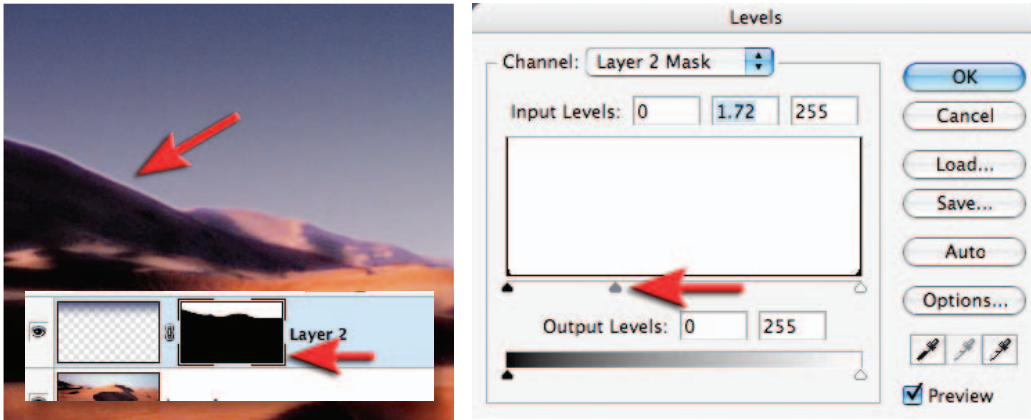 Layer 2
Levels
Channel: Layer 2 Mask
Input Levels: 0 1.72 255
Output Levels: 0 255
OK
Cancel
Load...
Save...
Auto
Options...
Preview